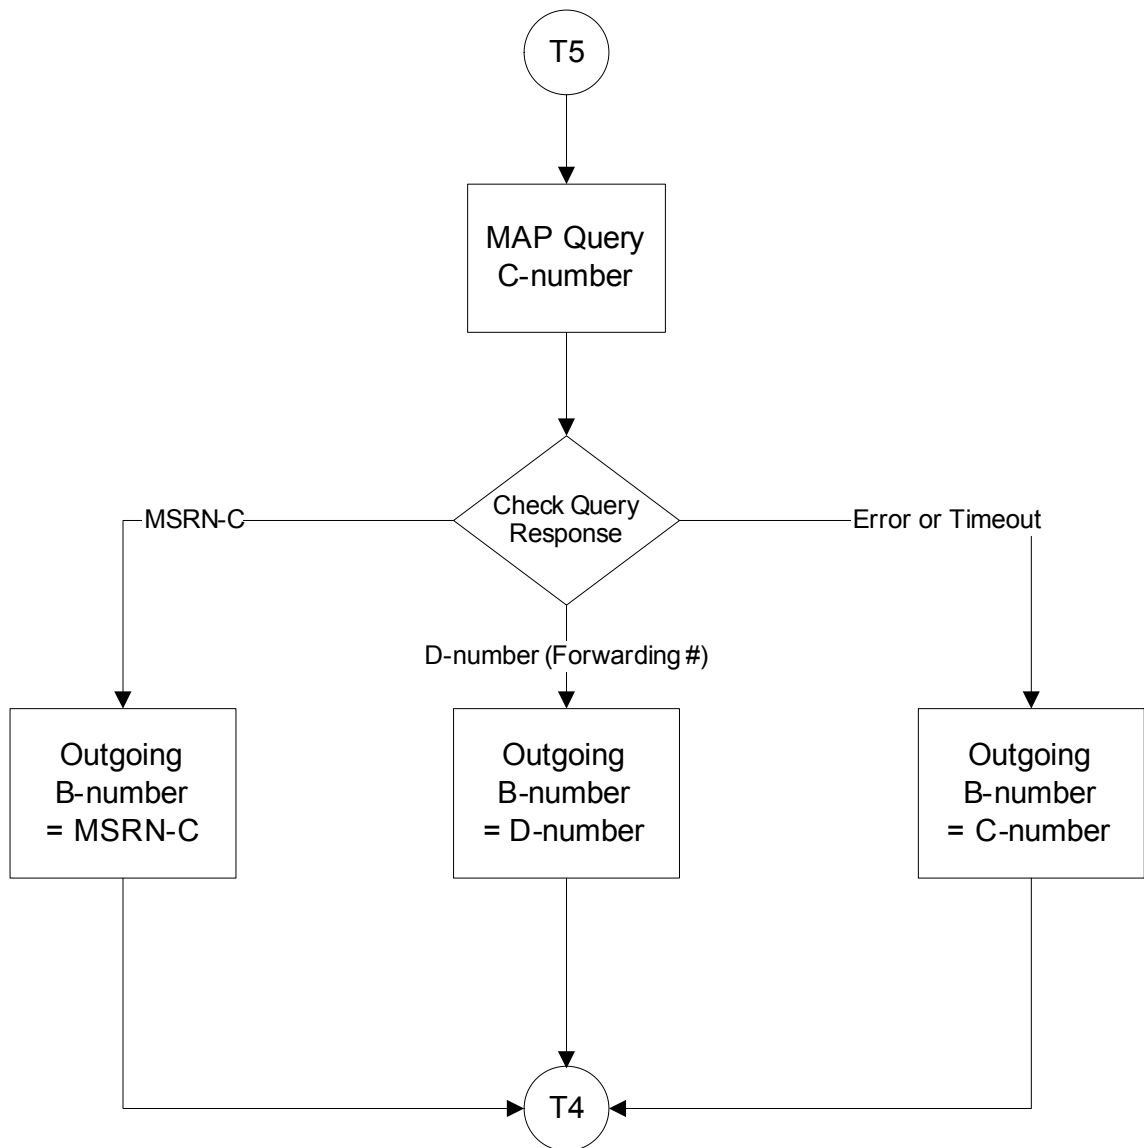 T5
MAP Query
C-number
Check Query
Response
MSRN-C
Error or Timeout
D-number (Forwarding #)
Outgoing
B-number
= MSRN-C
Outgoing
B-number
= D-number
Outgoing
B-number
= C-number
T4